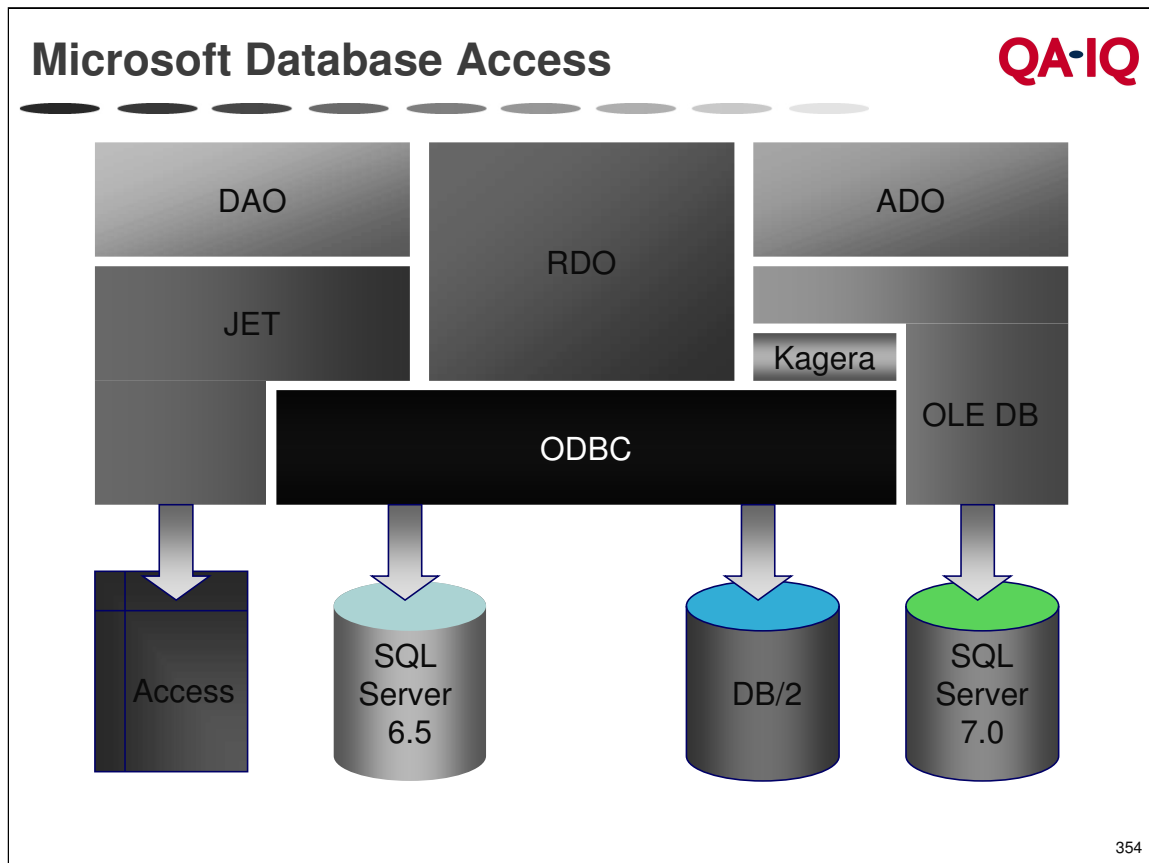 Microsoft Database Access
QA-IQ
DAO
RDO
ADO
JET
Kagera
OLE DB
ODBC
Access
SQL
Server
6.5
DB/2
SQL
Server
7.0
354